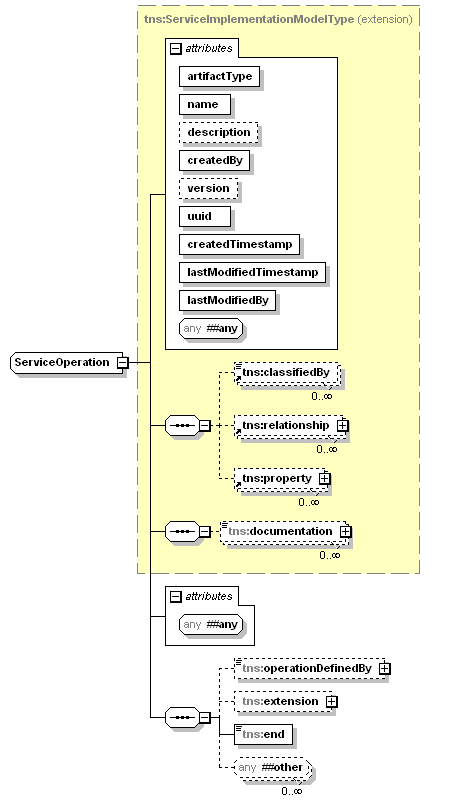 tns:ServiceImplementationModelType (extension)
attributes
artifactType
name
description
createdBy
version
uuid
createdTimestamp
lastModifiedTimestamp
lastModifiedBy
any ##any
ServiceOperation
tns:classifiedBy
0..∞
tns:relationship
0..∞
tns:property
0..∞
tns:documentation
0..∞
attributes
any ##any
tns:operationDefinedBy
tns:extension
tns:end
any ##other
0..∞